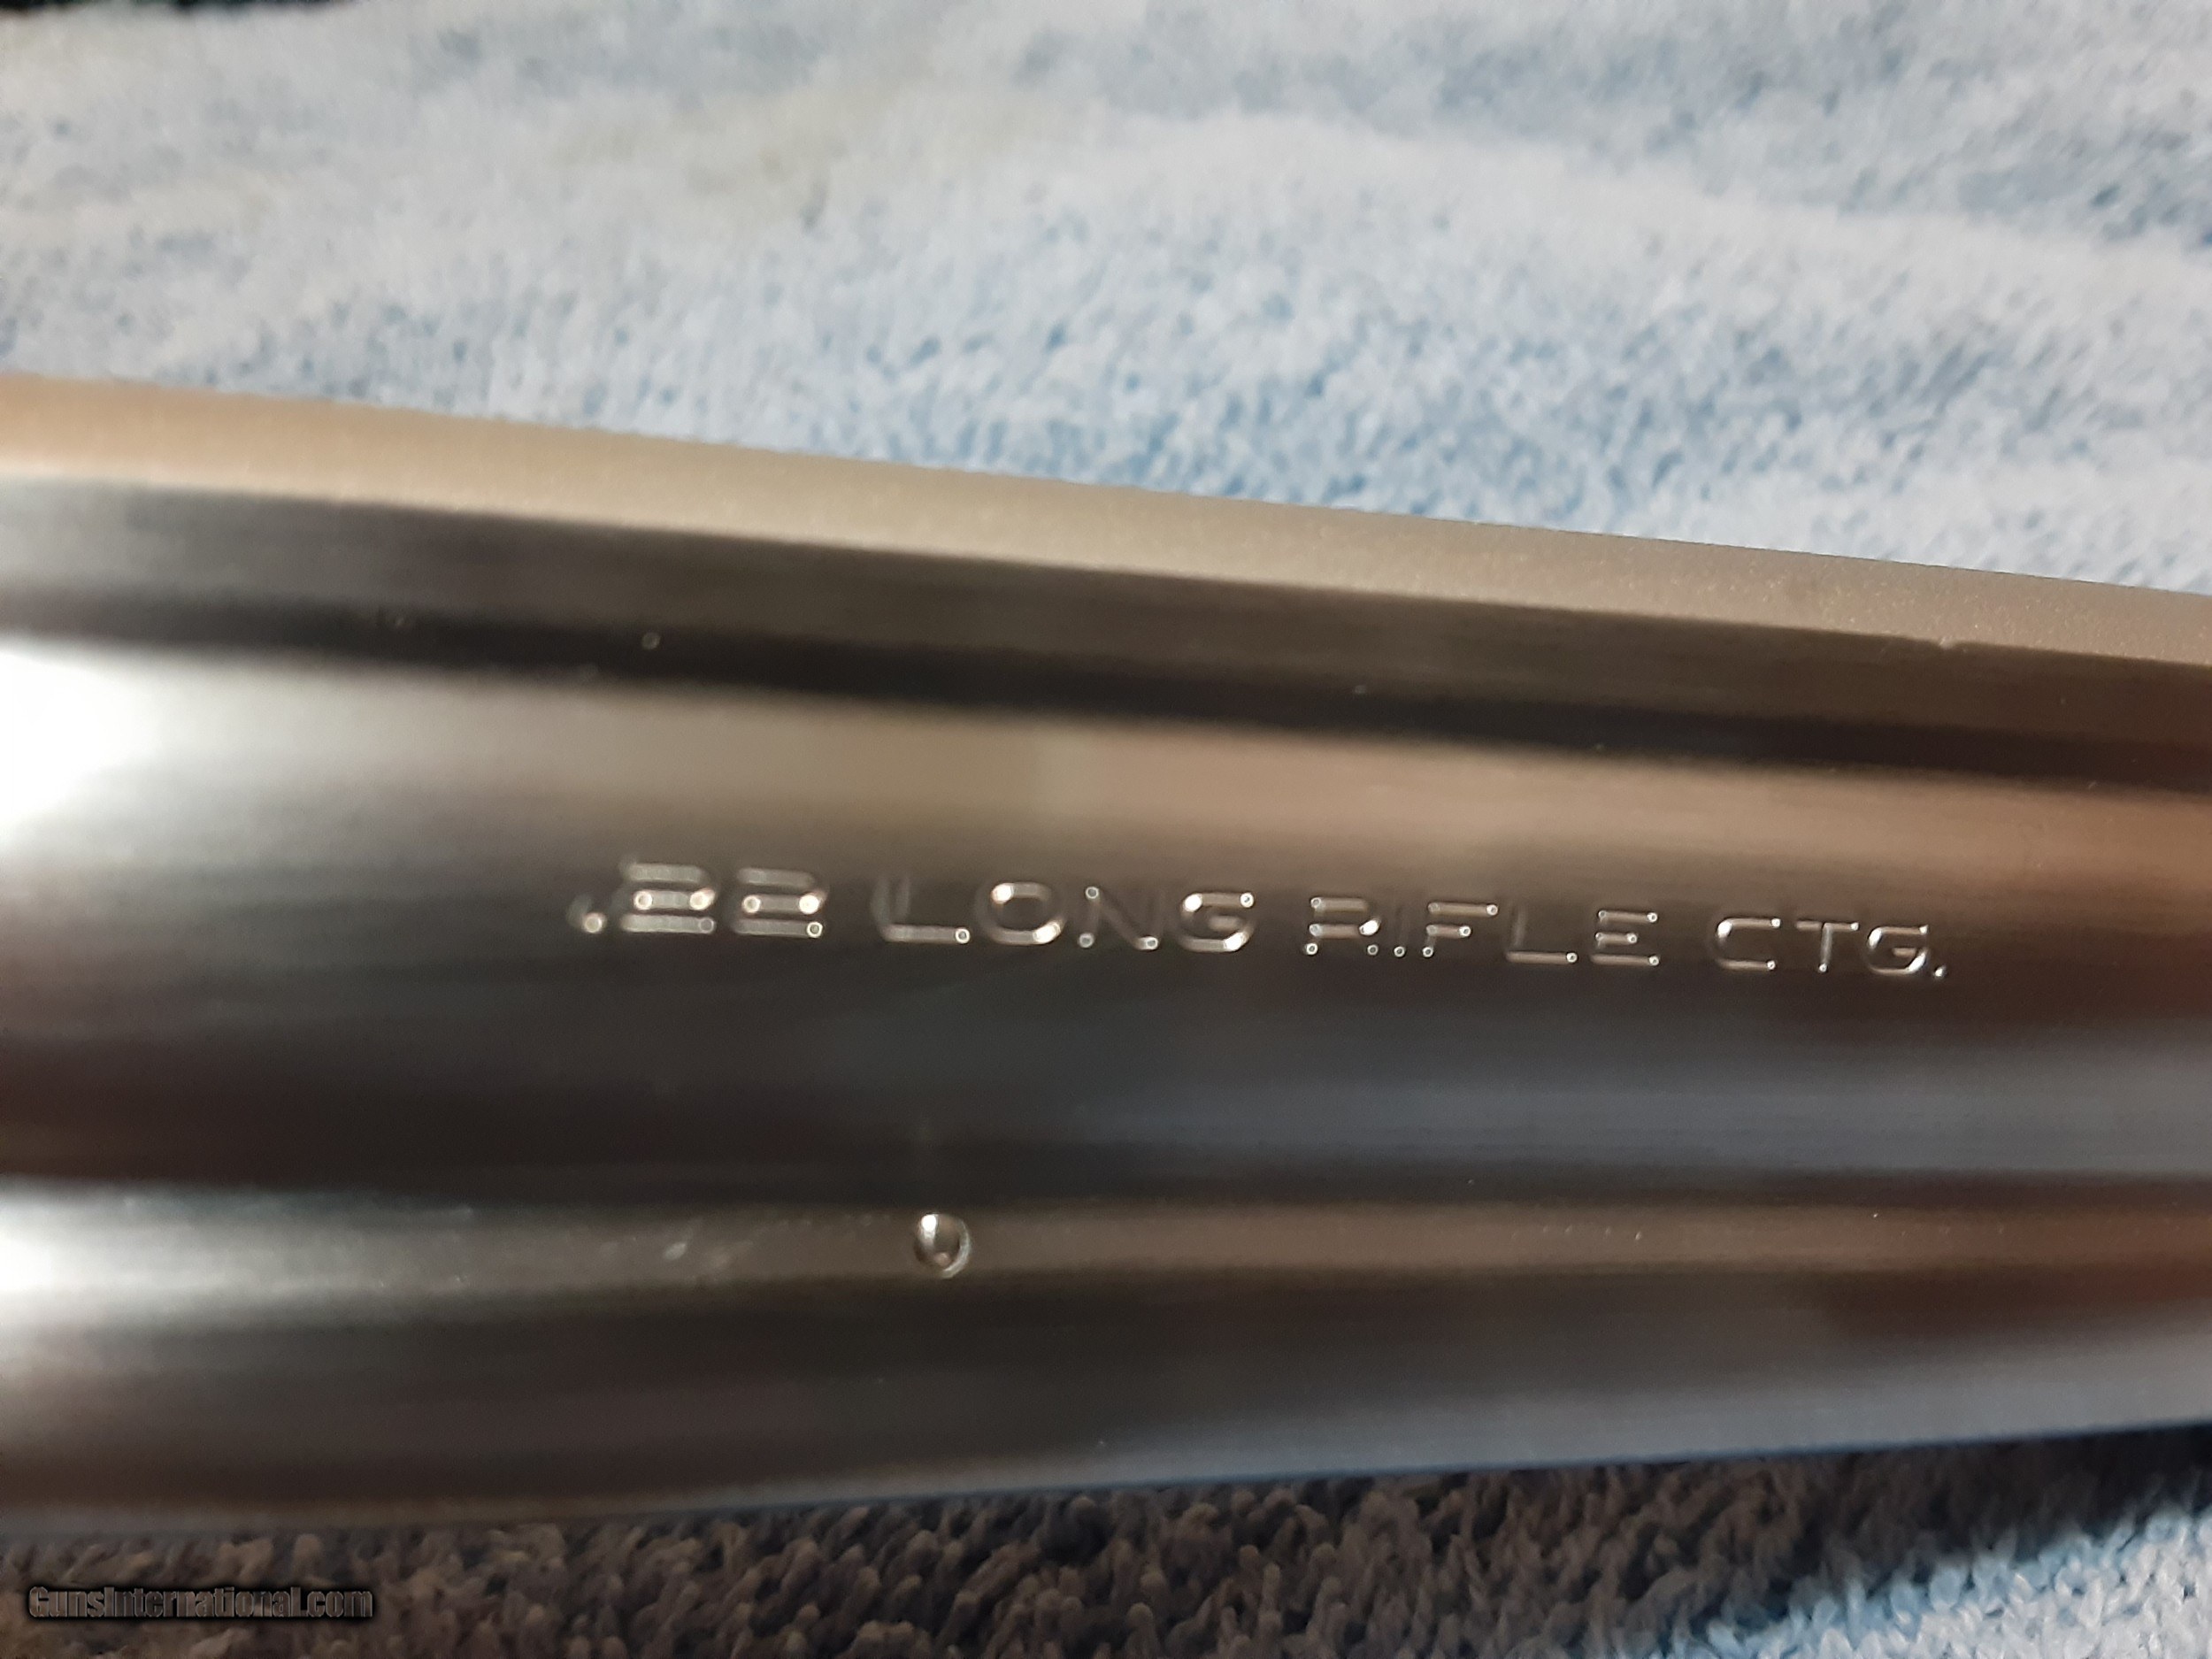 .22 LONG RIFLE CTG.
GunsInternational.com